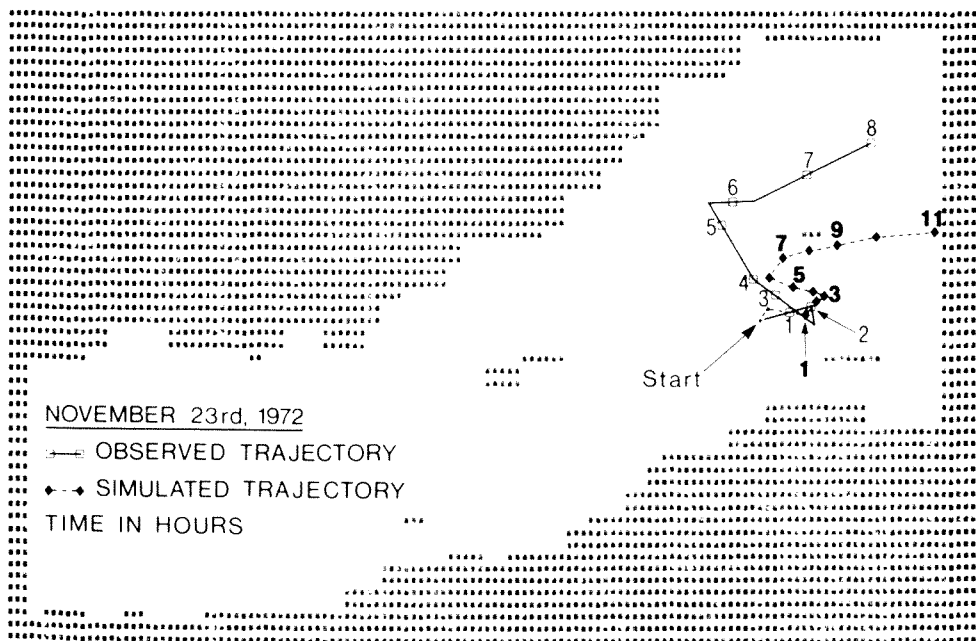 8
7
6
5
11
9
7
4
5
3
3
1
2
1
Start
NOVEMBER 23rd, 1972
OBSERVED TRAJECTORY
SIMULATED TRAJECTORY
TIME IN HOURS